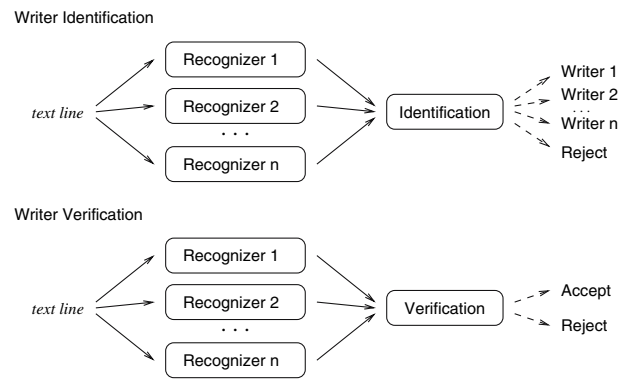 Writer Identification
Recognizer 1
Writer 1
Recognizer 2
Writer 2
text line
Identification
. . .
. . .
Writer n
Recognizer n
Reject
Writer Verification
Recognizer 1
Accept
Recognizer 2
text line
Verification
. . .
Reject
Recognizer n